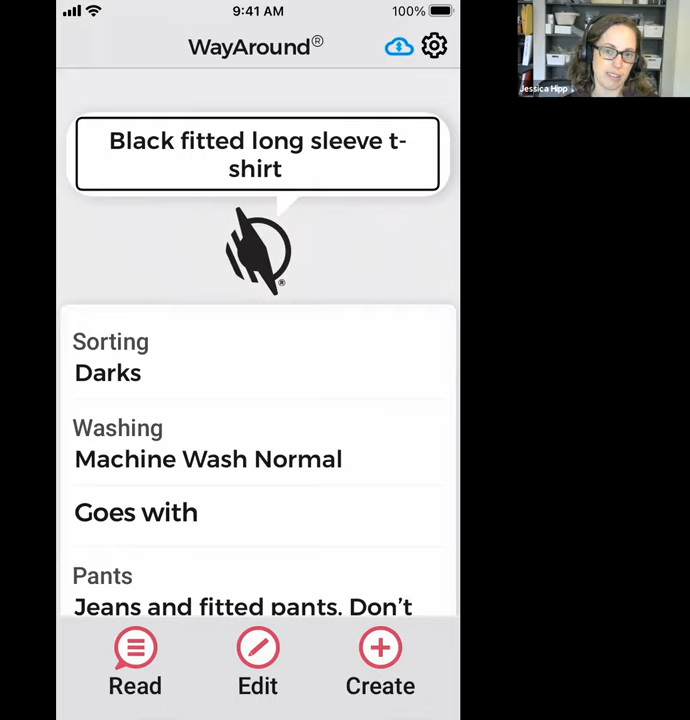 9:41 AM
100%
WayAround®
Jessica Hipp
Black fitted long sleeve t-
shirt
®
Sorting
Darks
Washing
Machine Wash Normal
Goes with
Pants
Jeans and fitted pants. Don’t
Read
Edit
Create